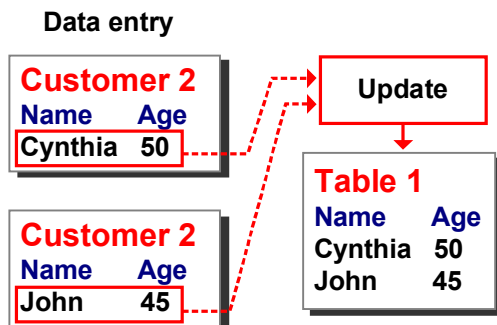 Data entry
Customer 2
Name Age
Cynthia 50
Customer 2
Name Age
John 45
Update
Table 1
Name Age
Cynthia 50
John 45